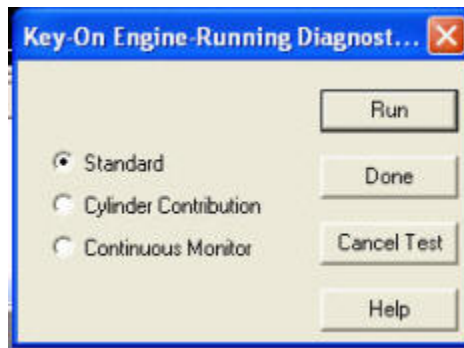 Key-On Engine-Running Diagnost...
Run
Standard
Done
Cylinder Contribution
Continuous Monitor
Cancel Test
Help